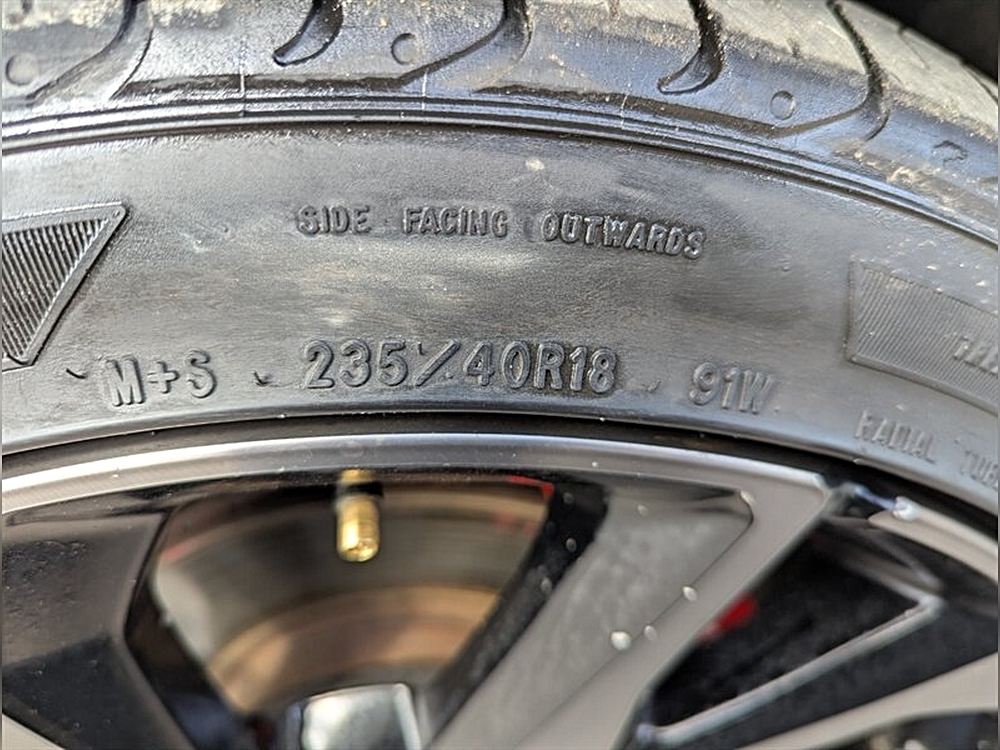 SIDE FACING OUTWARDS
M+S 235/40R18 91W
RADIAL